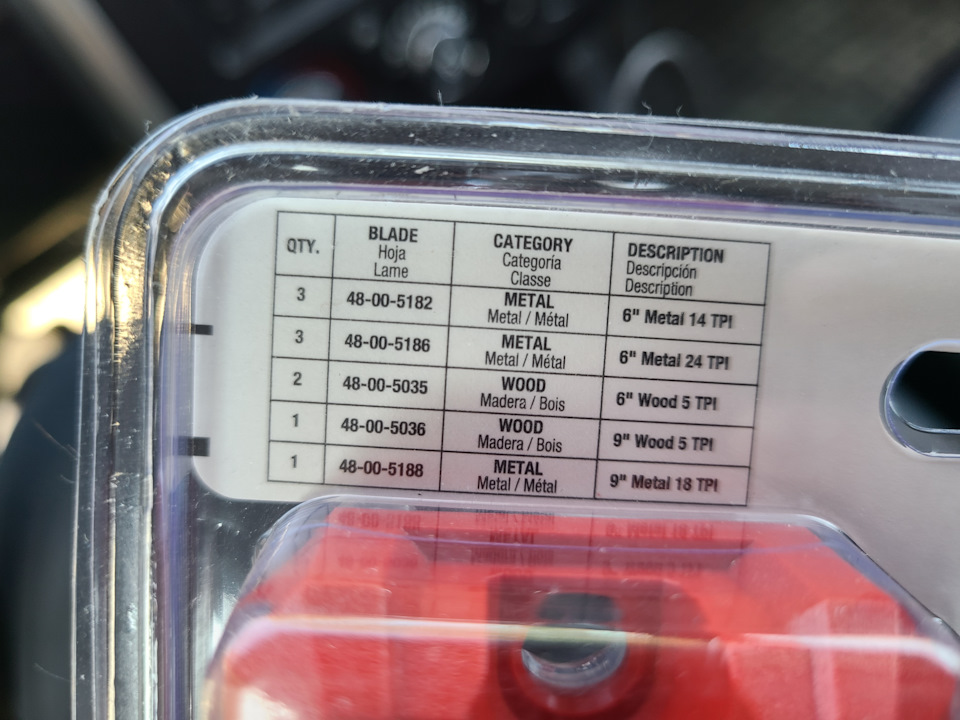 QTY. BLADE CATEGORY DESCRIPTION
Hoja Categoría Descripción
Lame Classe Description
3 48-00-5182 METAL 6" Metal 14 TPI
Metal / Métal
3 48-00-5186 METAL 6" Metal 24 TPI
Metal / Métal
2 48-00-5035 WOOD 6" Wood 5 TPI
Madera / Bois
1 48-00-5036 WOOD 9" Wood 5 TPI
Madera / Bois
1 48-00-5188 METAL 9" Metal 18 TPI
Metal / Métal